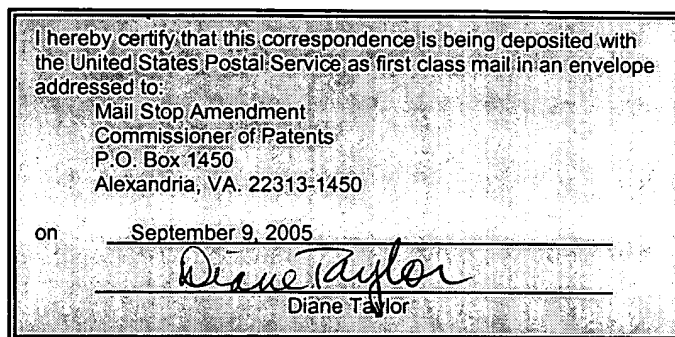 I hereby certify that this correspondence is being deposited with
the United States Postal Service as first class mail in an envelope
addressed to:
Mail Stop Amendment
Commissioner of Patents
P.O. Box 1450
Alexandria, VA. 22313-1450
on September 9, 2005
Diane Taylor
Diane Taylor